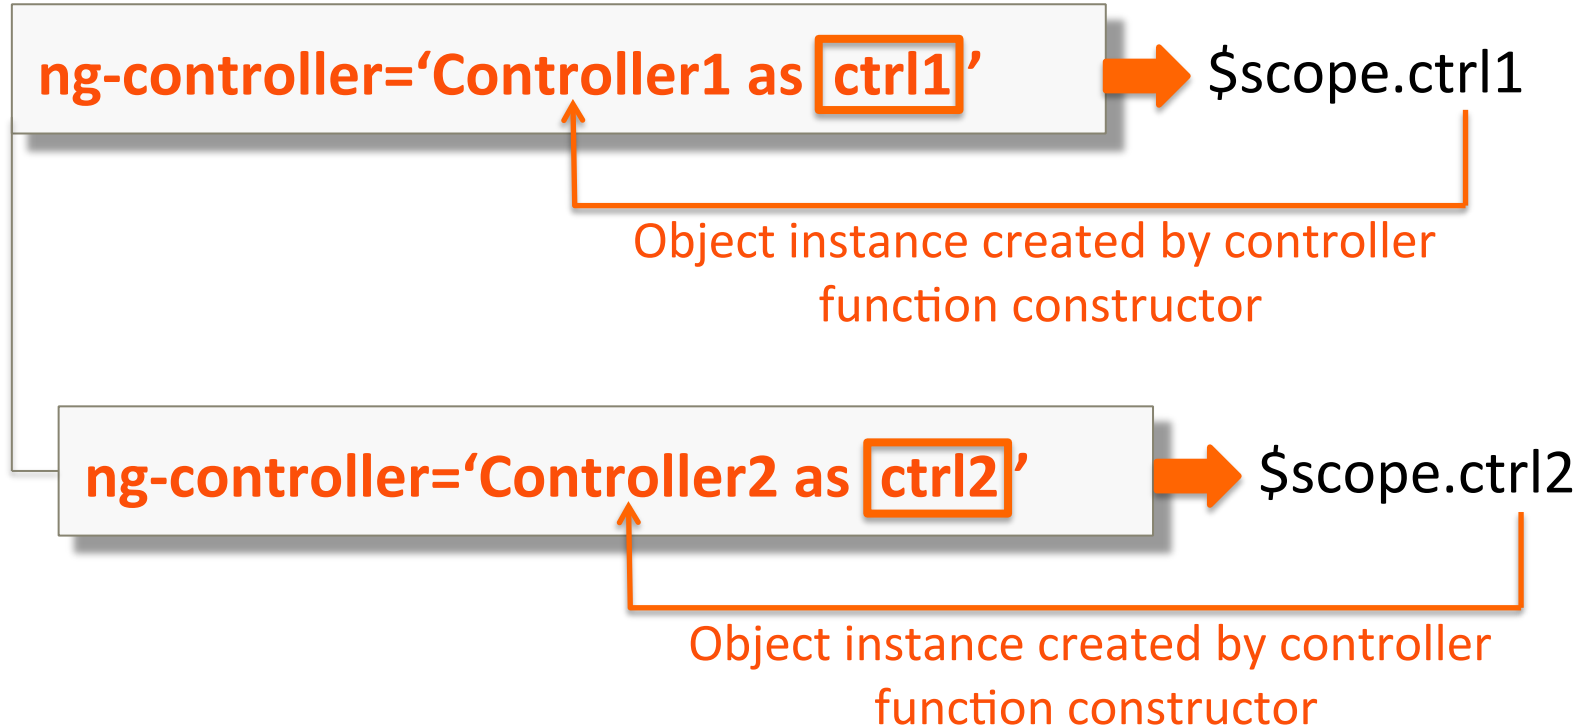 ng-controller=‘Controller1 as ctrl1’
$scope.ctrl1
Object instance created by controller
function constructor
ng-controller=‘Controller2 as ctrl2’
$scope.ctrl2
Object instance created by controller
function constructor